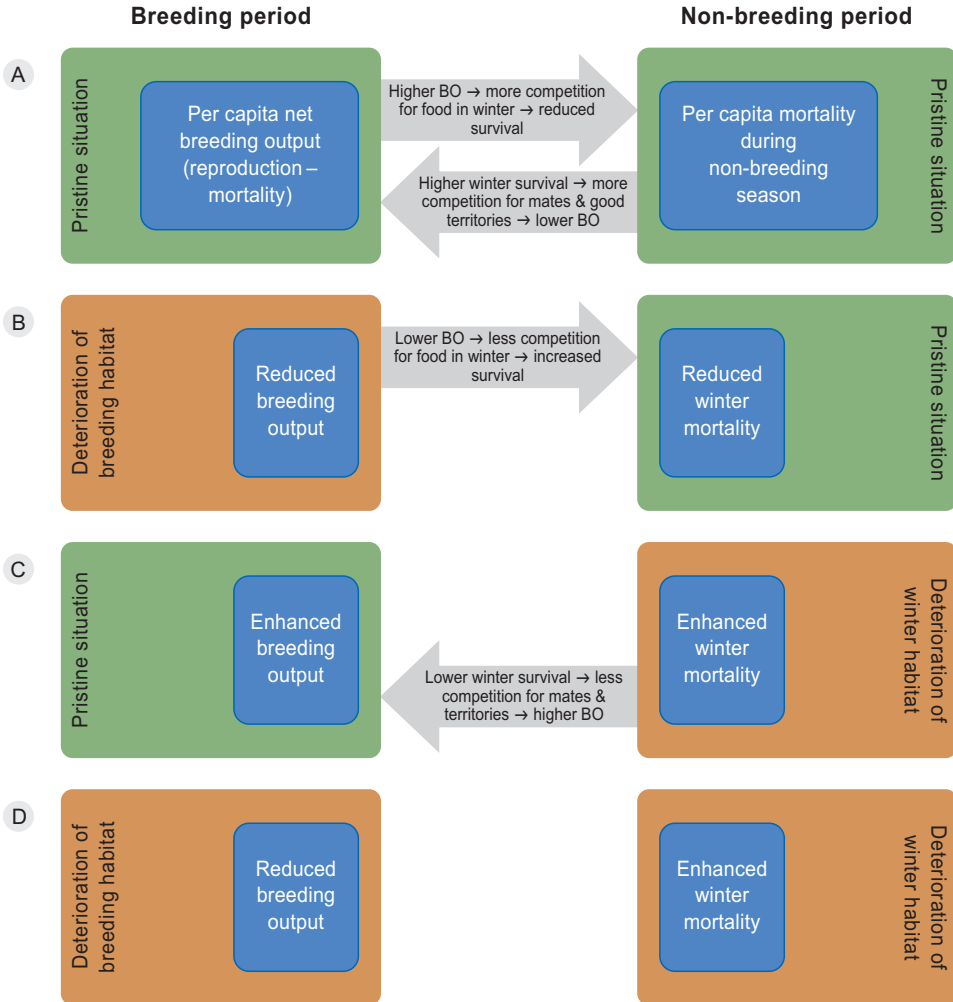 Breeding period
Non-breeding period
A
Pristine situation
Per capita net
breeding output
(reproduction –
mortality)
Higher BO → more competition
for food in winter → reduced
survival
Higher winter survival → more
competition for mates & good
territories → lower BO
Per capita mortality
during
non-breeding
season
Pristine situation
B
Deterioration of
breeding habitat
Reduced
breeding
output
Lower BO → less competition
for food in winter → increased
survival
Reduced
winter
mortality
Pristine situation
C
Pristine situation
Enhanced
breeding
output
Lower winter survival → less
competition for mates &
territories → higher BO
Enhanced
winter
mortality
Deterioration of
winter habitat
D
Deterioration of
breeding habitat
Reduced
breeding
output
Enhanced
winter
mortality
Deterioration of
winter habitat